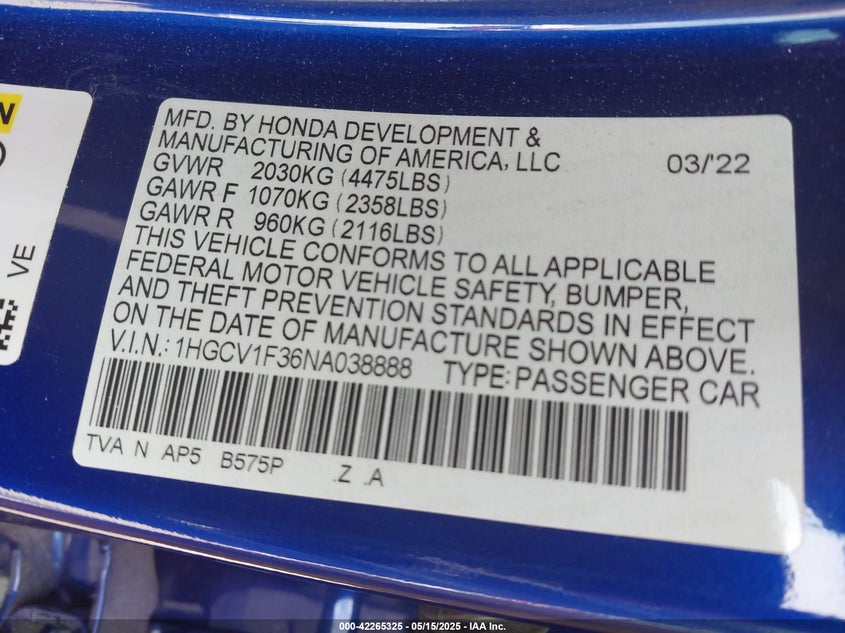 N
VE
MFD. BY HONDA DEVELOPMENT &
MANUFACTURING OF AMERICA, LLC 03/'22
GVWR 2030KG (4475LBS)
GAWR F 1070KG (2358LBS)
GAWR R 960KG (2116LBS)
THIS VEHICLE CONFORMS TO ALL APPLICABLE
FEDERAL MOTOR VEHICLE SAFETY, BUMPER,
AND THEFT PREVENTION STANDARDS IN EFFECT
ON THE DATE OF MANUFACTURE SHOWN ABOVE.
V.I.N.: 1HGCV1F36NA038888 TYPE: PASSENGER CAR
TVA N AP5 B575P .Z .A
000-42265325 - 05/15/2025 - IAA Inc.